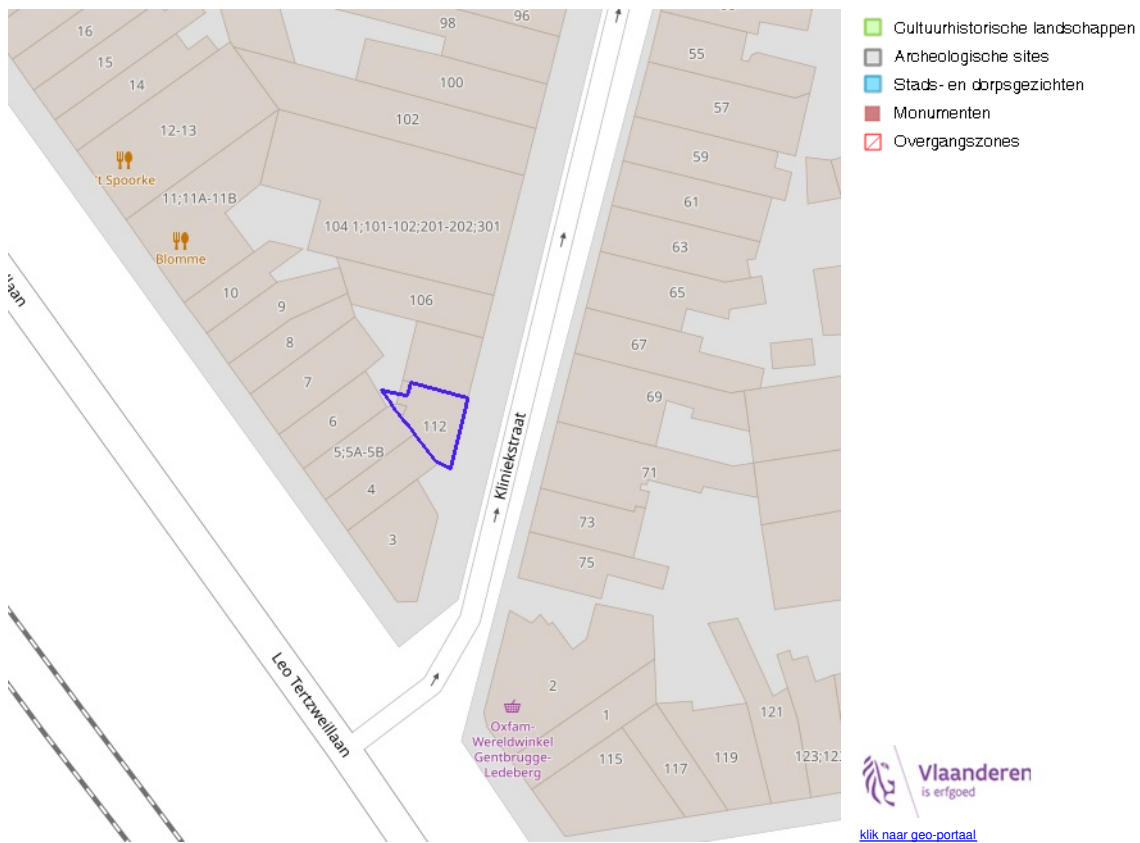 16
15
14
12-13
't Spoorke
11;11A-11B
Blomme
10
9
8
7
6
5;5A-5B
4
3
98
96
100
102
104 1;101-102;201-202;301
106
112
Kliniekstraat
Leo Tertzweillaan
55
57
59
61
63
65
67
69
71
73
75
2
1
Oxfam-
Wereldwinkel
Gentbrugge-
Ledeberg
115
117
119
121
Cultuurhistorische landschappen
Archeologische sites
Stads- en dorpsgezichten
Monumenten
Overgangszones
Vlaanderen
is erfgoed
klik naar geo-portaal